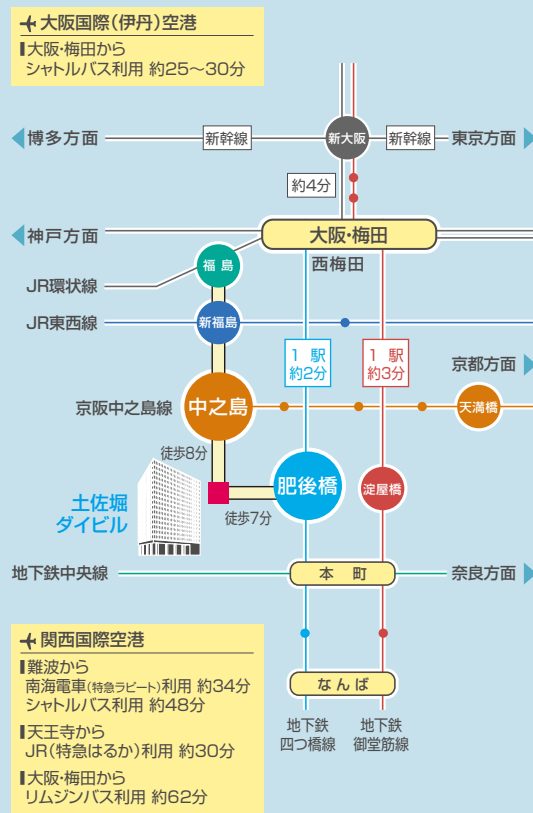 大阪国際(伊丹)空港
大阪・梅田から
シャトルバス利用 約25～30分
博多方面
新幹線
新大阪
新幹線
東京方面
約4分
神戸方面
大阪・梅田
西梅田
福島
JR環状線
JR東西線
新福島
1駅
約2分
1駅
約3分
京都方面
京阪中之島線
中之島
天満橋
徒歩8分
土佐堀
ダイビル
徒歩7分
肥後橋
淀屋橋
地下鉄中央線
本町
奈良方面
関西国際空港
難波から
南海電車(特急ラピート)利用 約34分
シャトルバス利用 約48分
天王寺から
JR(特急はるか)利用 約30分
大阪・梅田から
リムジンバス利用 約62分
なんば
地下鉄
四つ橋線
地下鉄
御堂筋線